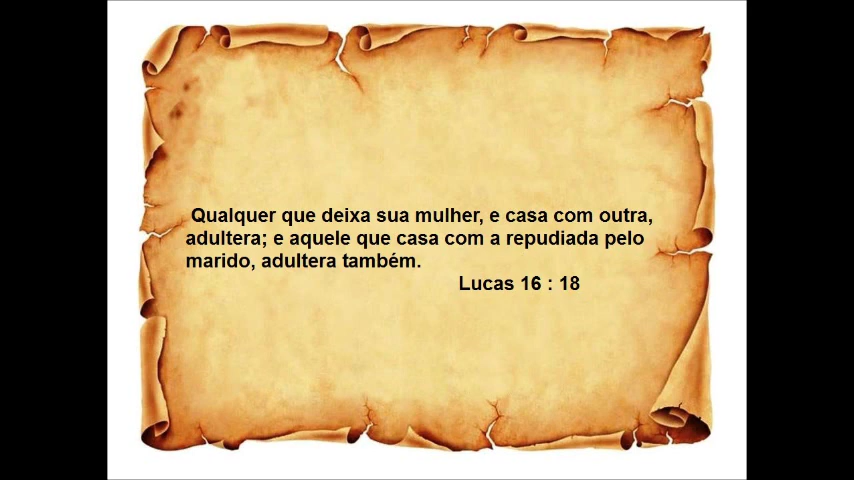 Qualquer que deixa sua mulher, e casa com outra,
adultera; e aquele que casa com a repudiada pelo
marido, adultera também.
Lucas 16 : 18